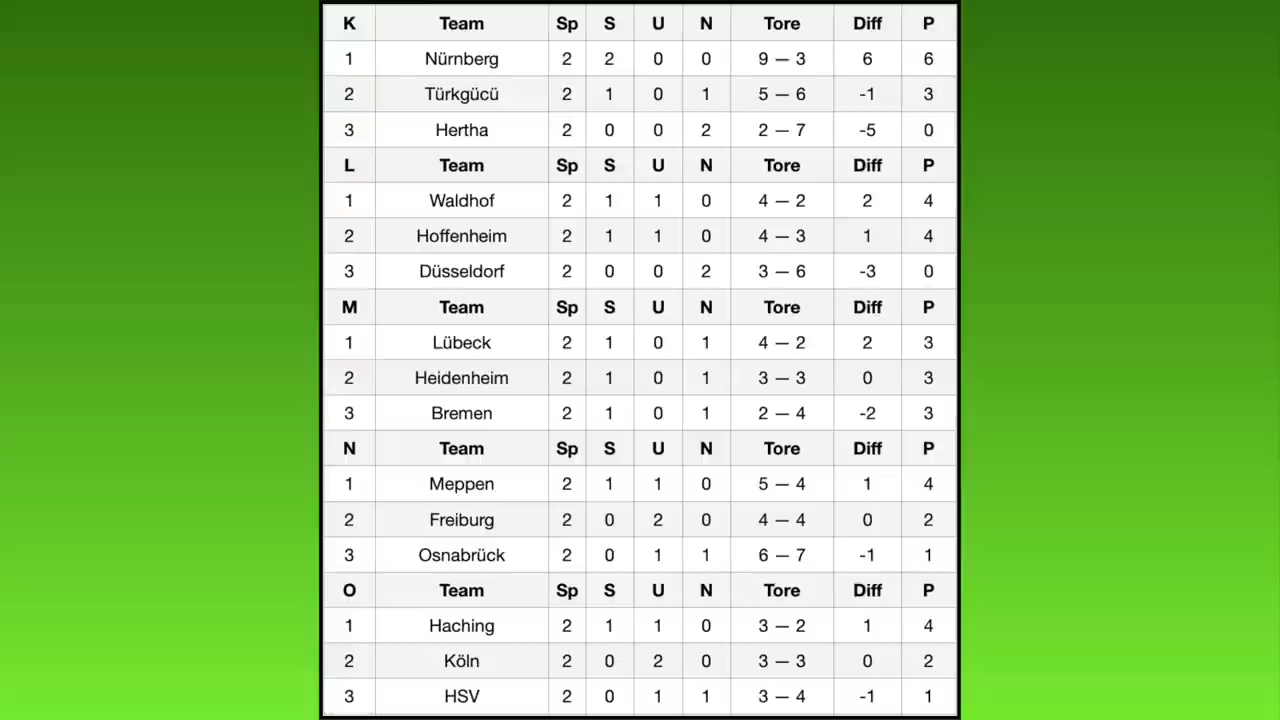 K Team Sp S U N Tore Diff P
1 Nürnberg 2 2 0 0 9 — 3 6 6
2 Türkgücü 2 1 0 1 5 — 6 -1 3
3 Hertha 2 0 0 2 2 — 7 -5 0
L Team Sp S U N Tore Diff P
1 Waldhof 2 1 1 0 4 — 2 2 4
2 Hoffenheim 2 1 1 0 4 — 3 1 4
3 Düsseldorf 2 0 0 2 3 — 6 -3 0
M Team Sp S U N Tore Diff P
1 Lübeck 2 1 0 1 4 — 2 2 3
2 Heidenheim 2 1 0 1 3 — 3 0 3
3 Bremen 2 1 0 1 2 — 4 -2 3
N Team Sp S U N Tore Diff P
1 Meppen 2 1 1 0 5 — 4 1 4
2 Freiburg 2 0 2 0 4 — 4 0 2
3 Osnabrück 2 0 1 1 6 — 7 -1 1
O Team Sp S U N Tore Diff P
1 Haching 2 1 1 0 3 — 2 1 4
2 Köln 2 0 2 0 3 — 3 0 2
3 HSV 2 0 1 1 3 — 4 -1 1